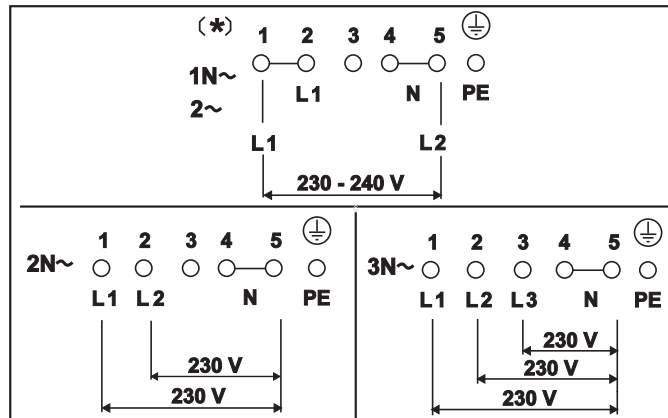 (*) 1 2 3 4 5
1N~ L1 N PE
2~
L1 L2
230 - 240 V
1 2 3 4 5
2N~
L1 L2 N PE
230 V
230 V
1 2 3 4 5
3N~
L1 L2 L3 N PE
230 V
230 V
230 V